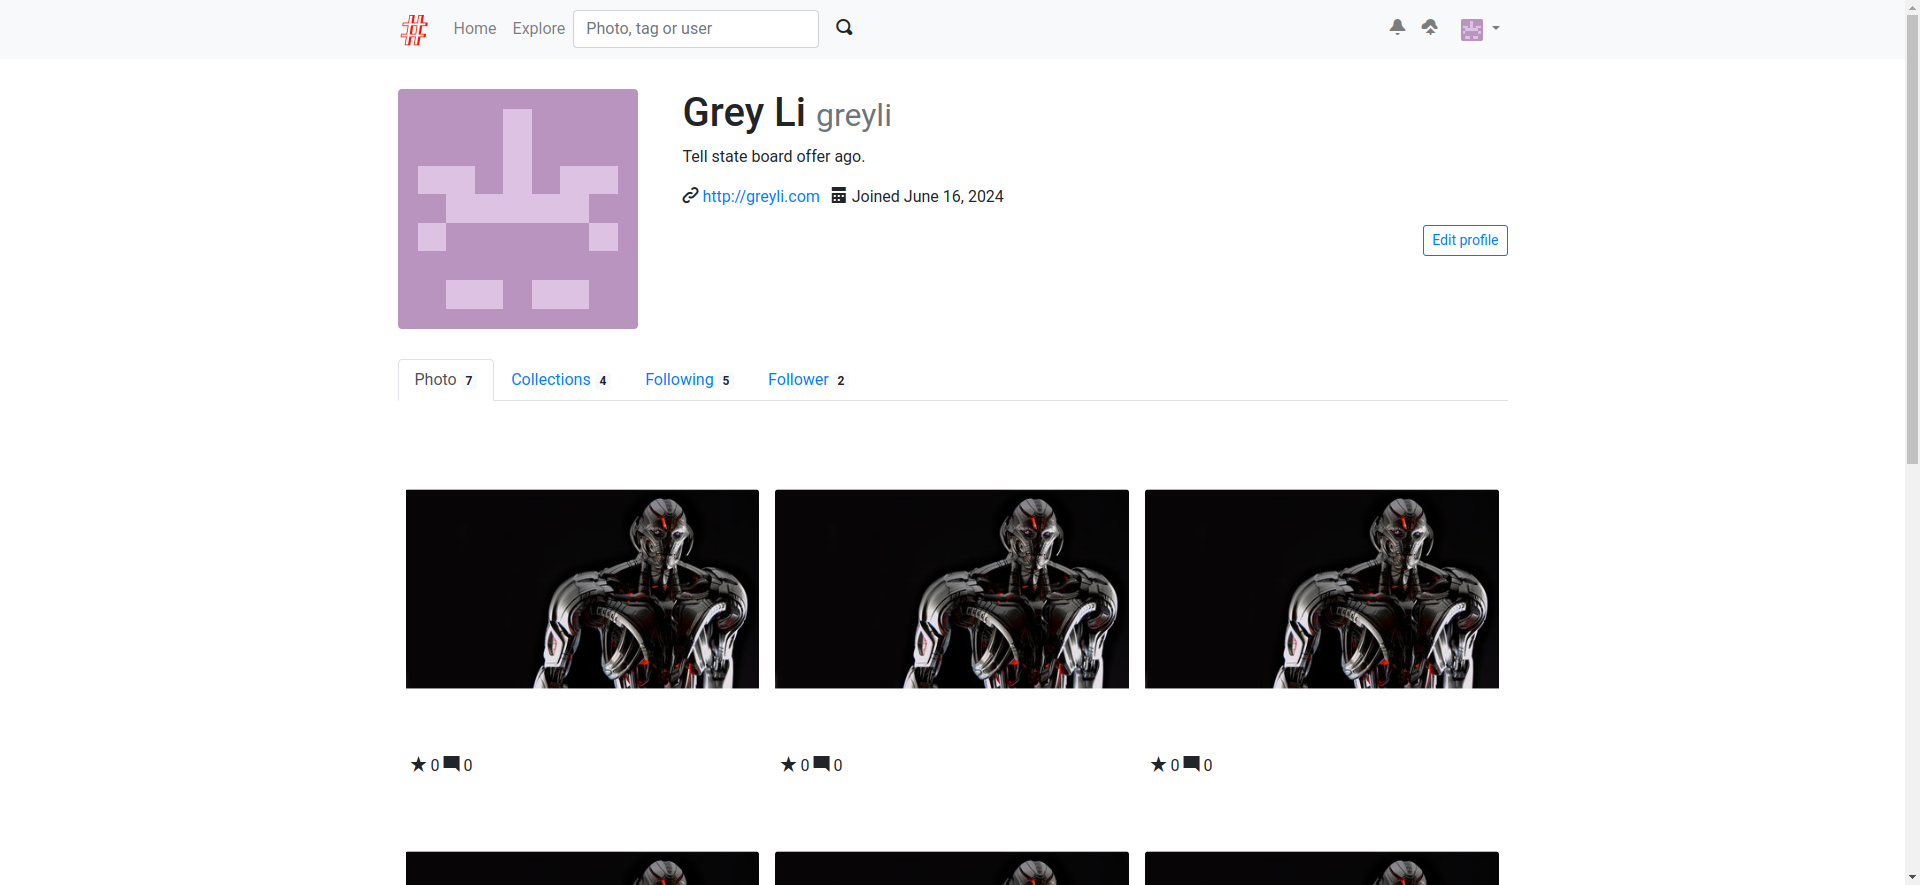 # Home Explore Photo, tag or user
Grey Li greyli
Tell state board offer ago.
http://greyli.com Joined June 16, 2024
Edit profile
Photo 7 Collections 4 Following 5 Follower 2
0 0 0 0 0 0